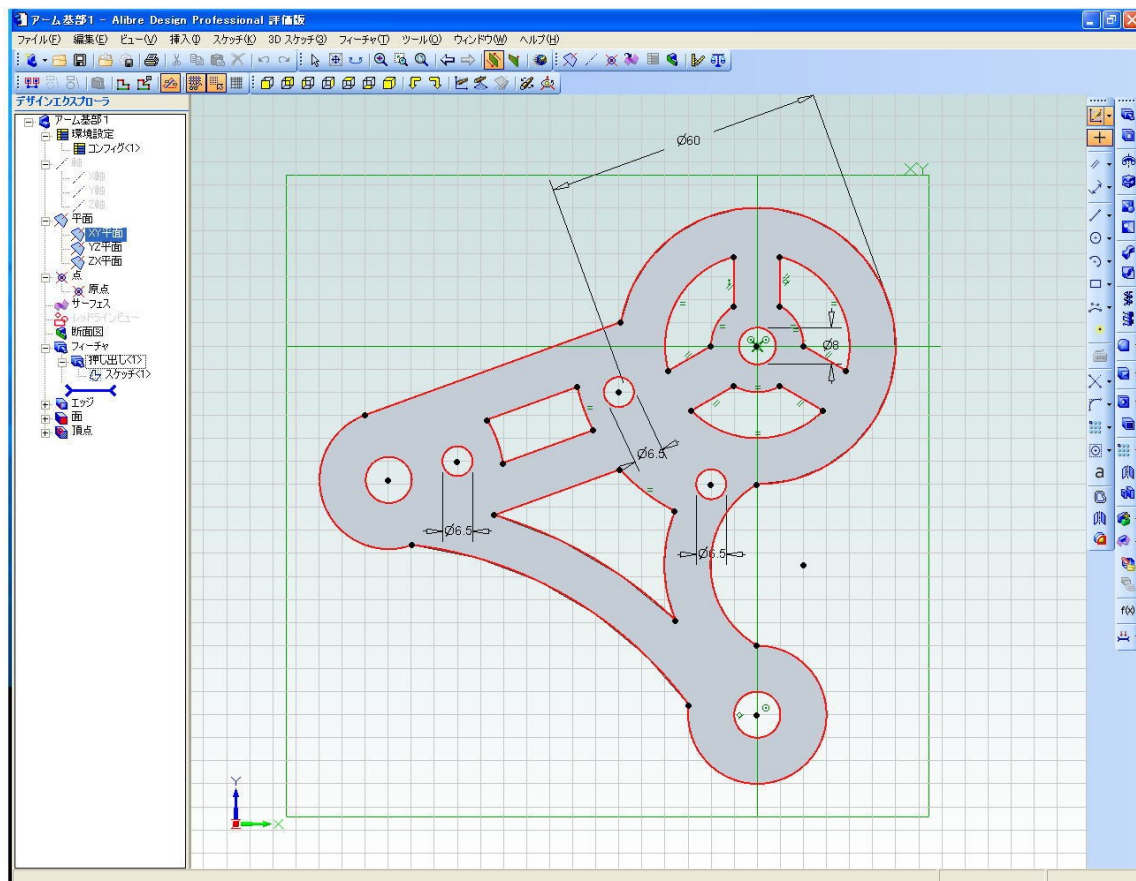 アーム基部1 - Alibre Design Professional 評価版
ファイル(F) 編集(E) ビュー(V) 挿入(I) スケッチ(K) 3D スケッチ(3) フィーチャ(T) ツール(O) ウィンドウ(W) ヘルプ(H)
デザインエクスプローラ
アーム基部1
環境設定
コンフィグ<1>
軸
X軸
Y軸
Z軸
平面
XY平面
YZ平面
ZX平面
点
原点
サーフェス
レッドラインビュー
断面図
フィーチャ
押し出し<1>
スケッチ<1>
エッジ
面
頂点
Ø60
XY
Ø8
Ø6.5
Ø6.5
Ø6.5
Y
X
a
f(x)